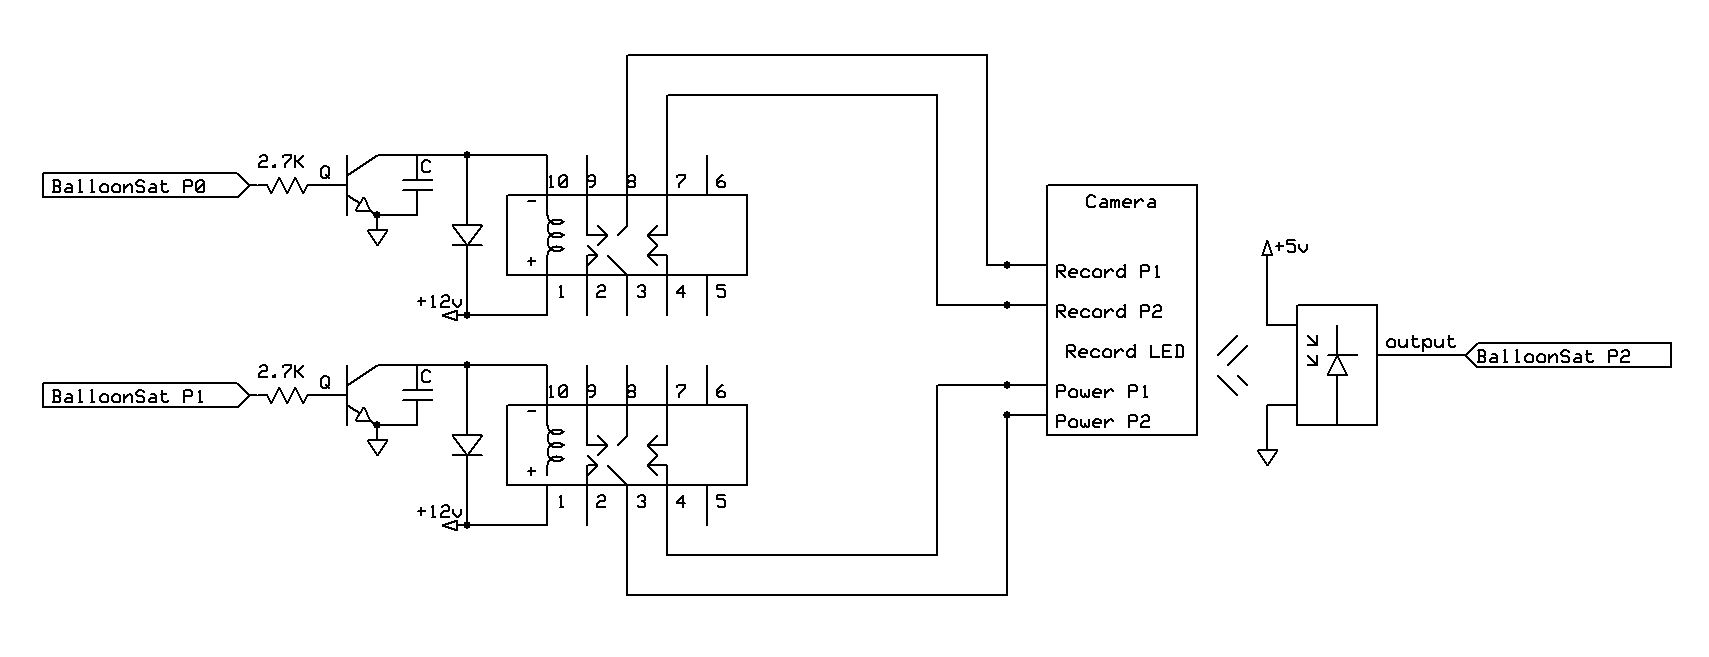 2.7K
Q
C
BalloonSat P0
10 9 8 7 6
-
+
1 2 3 4 5
+12v
Camera
Record P1
Record P2
Record LED
Power P1
Power P2
+5v
output
BalloonSat P2
2.7K
Q
C
BalloonSat P1
10 9 8 7 6
-
+
1 2 3 4 5
+12v